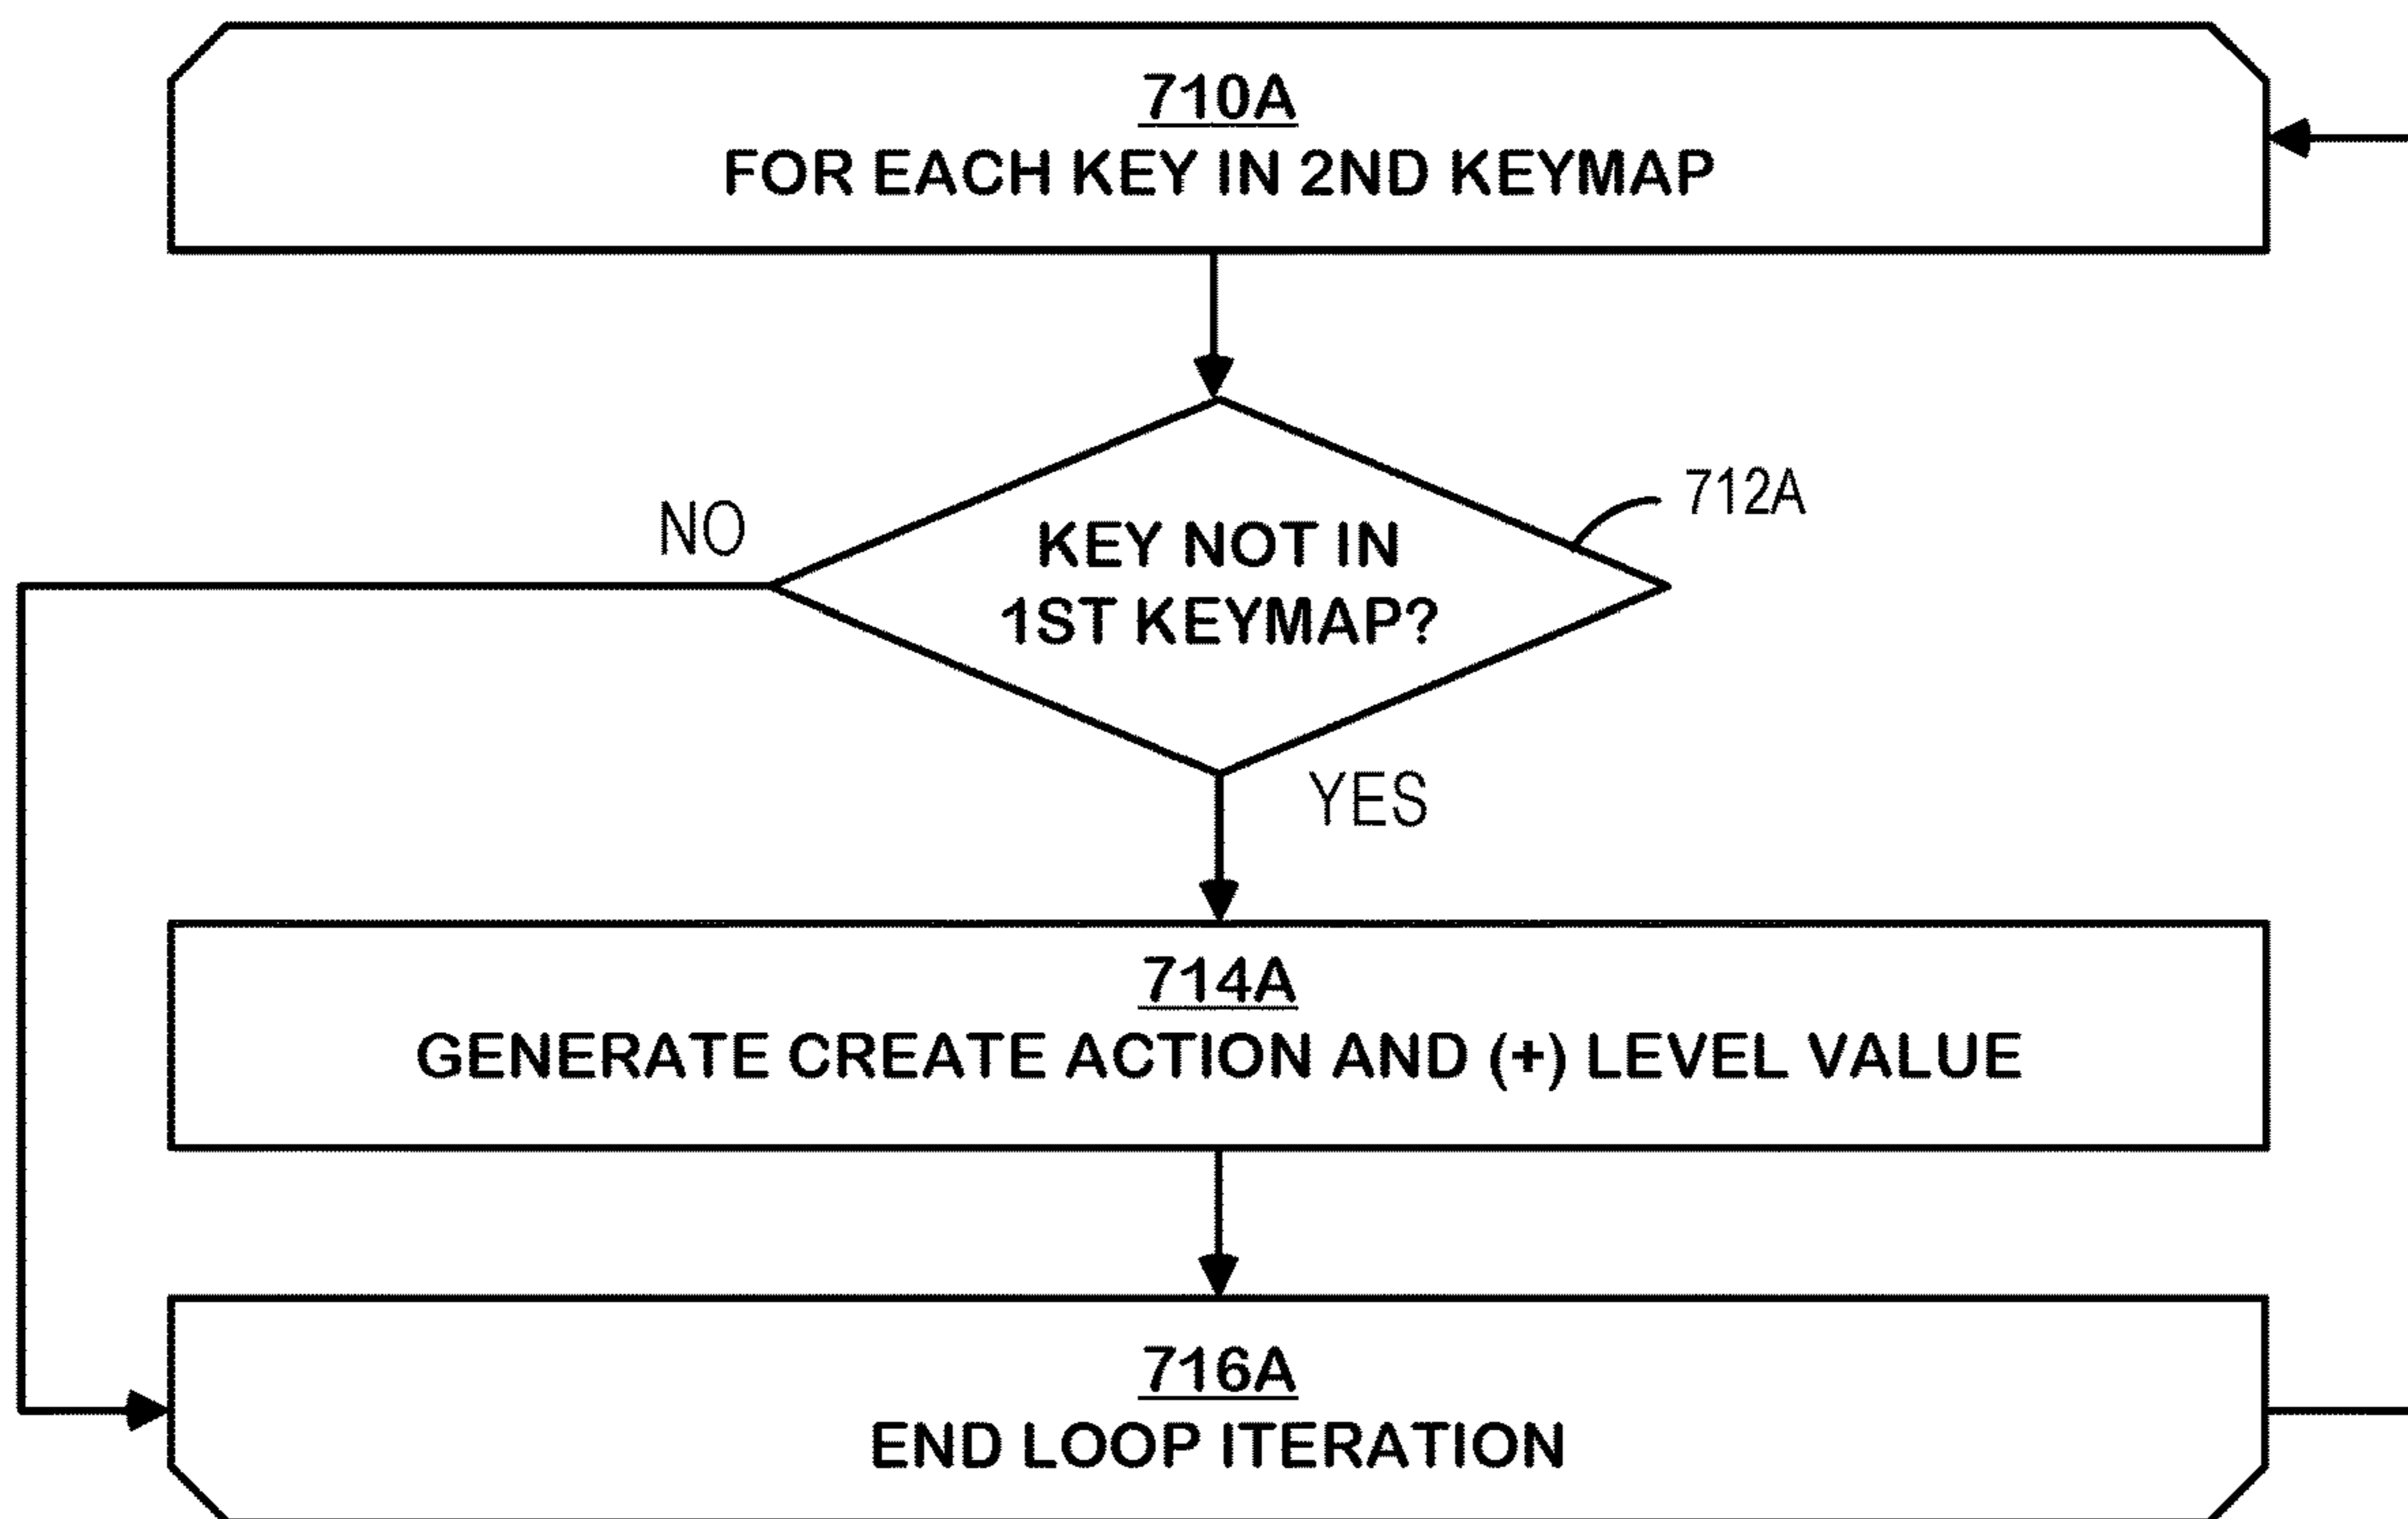 710A
FOR EACH KEY IN 2ND KEYMAP
712A
NO
KEY NOT IN
1ST KEYMAP?
YES
714A
GENERATE CREATE ACTION AND (+) LEVEL VALUE
716A
END LOOP ITERATION